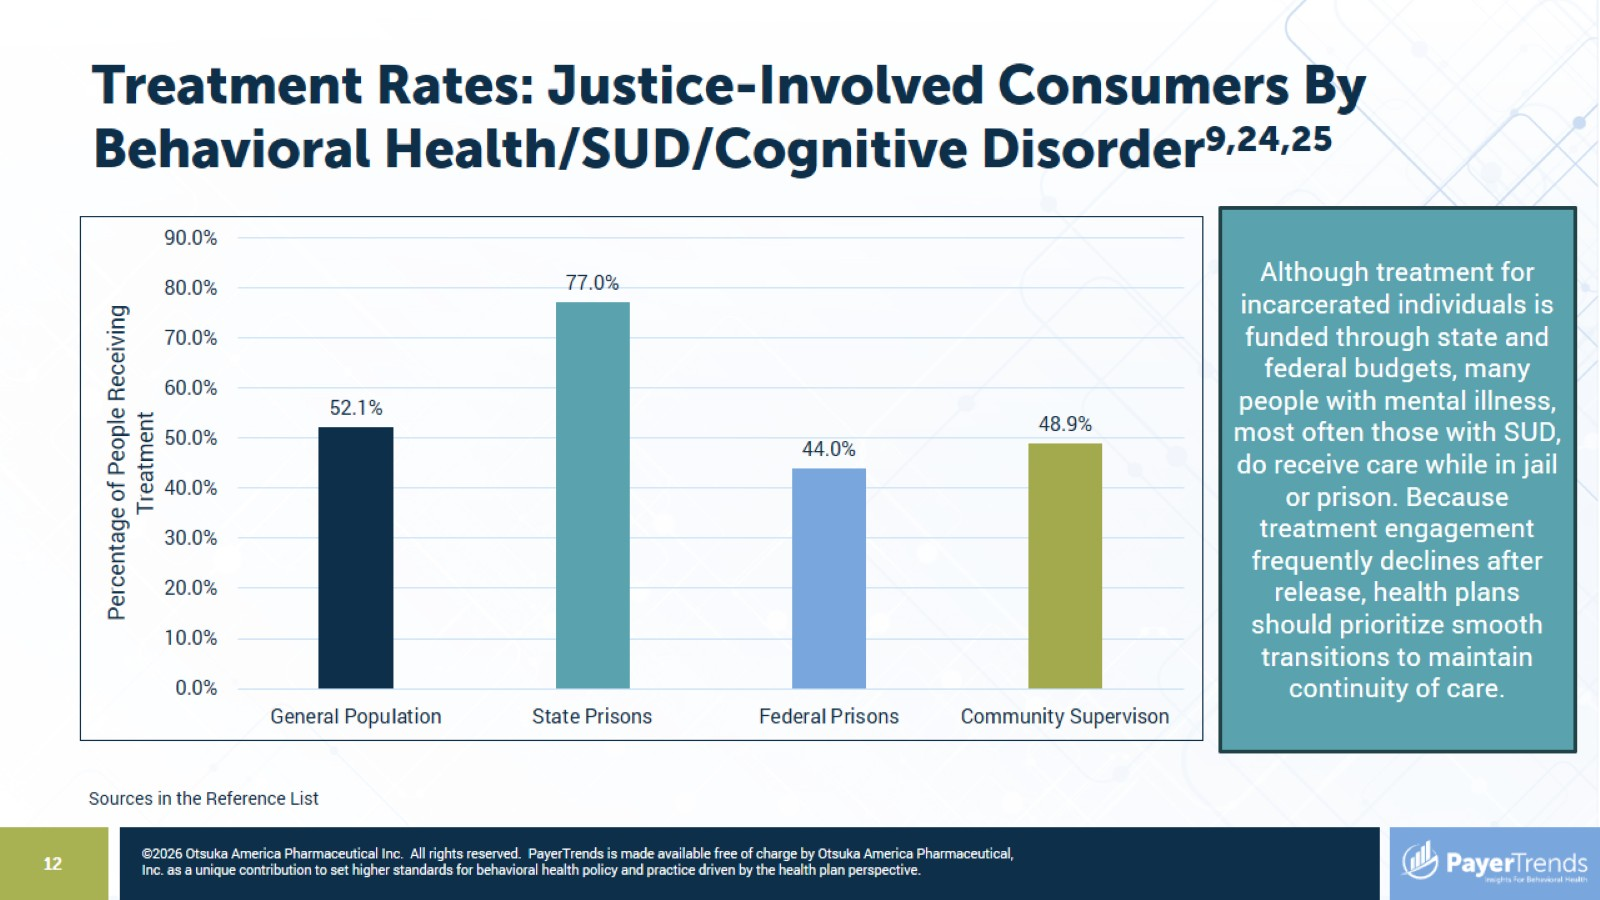 Treatment Rates: Justice-Involved Consumers By
Behavioral Health/SUD/Cognitive Disorder9,24,25
Percentage of People Receiving
Treatment
90.0%
80.0%
70.0%
60.0%
50.0%
40.0%
30.0%
20.0%
10.0%
0.0%
52.1%
77.0%
44.0%
48.9%
General Population
State Prisons
Federal Prisons
Community Supervison
Although treatment for
incarcerated individuals is
funded through state and
federal budgets, many
people with mental illness,
most often those with SUD,
do receive care while in jail
or prison. Because
treatment engagement
frequently declines after
release, health plans
should prioritize smooth
transitions to maintain
continuity of care.
Sources in the Reference List
12
©2026 Otsuka America Pharmaceutical Inc. All rights reserved. PayerTrends is made available free of charge by Otsuka America Pharmaceutical,
Inc. as a unique contribution to set higher standards for behavioral health policy and practice driven by the health plan perspective.
PayerTrends
Insights For Behavioral Health